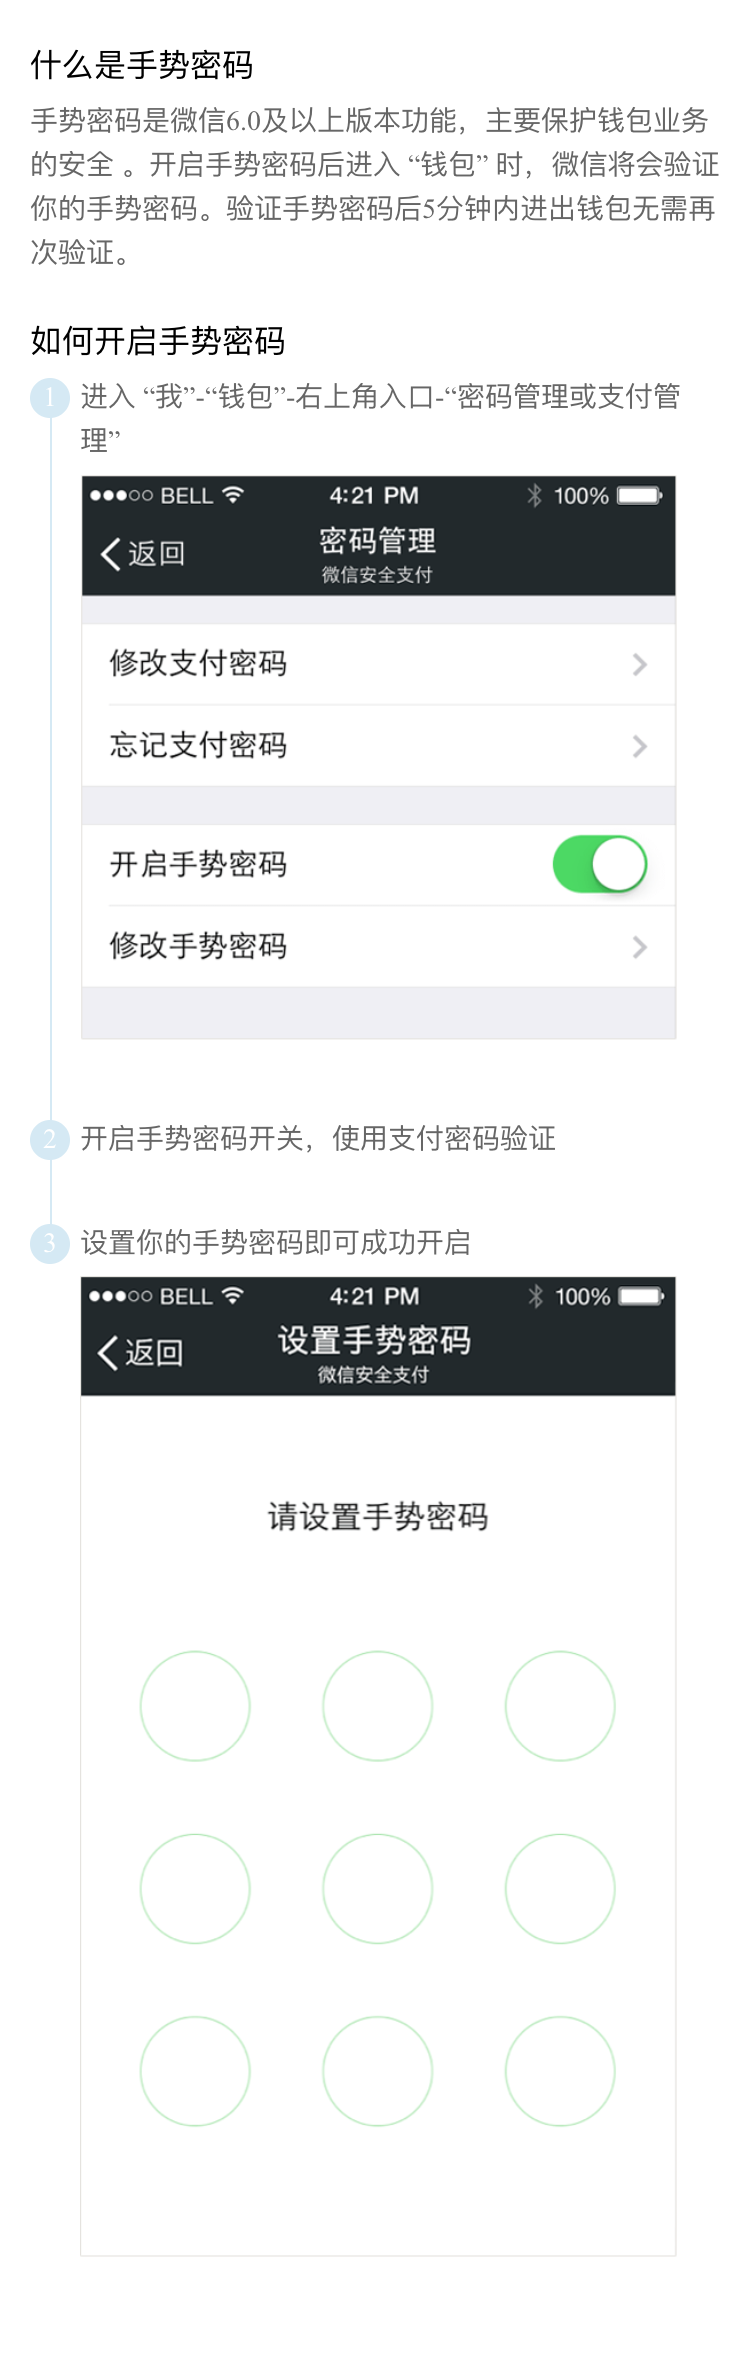 什么是手势密码
手势密码是微信6.0及以上版本功能，主要保护钱包业务
的安全 。开启手势密码后进入 “钱包” 时，微信将会验证
你的手势密码。验证手势密码后5分钟内进出钱包无需再
次验证。
如何开启手势密码
1 进入 “我”-“钱包”-右上角入口-“密码管理或支付管
理”
BELL 4:21 PM 100%
返回 密码管理
微信安全支付
修改支付密码
忘记支付密码
开启手势密码
修改手势密码
2 开启手势密码开关，使用支付密码验证
3 设置你的手势密码即可成功开启
BELL 4:21 PM 100%
返回 设置手势密码
微信安全支付
请设置手势密码